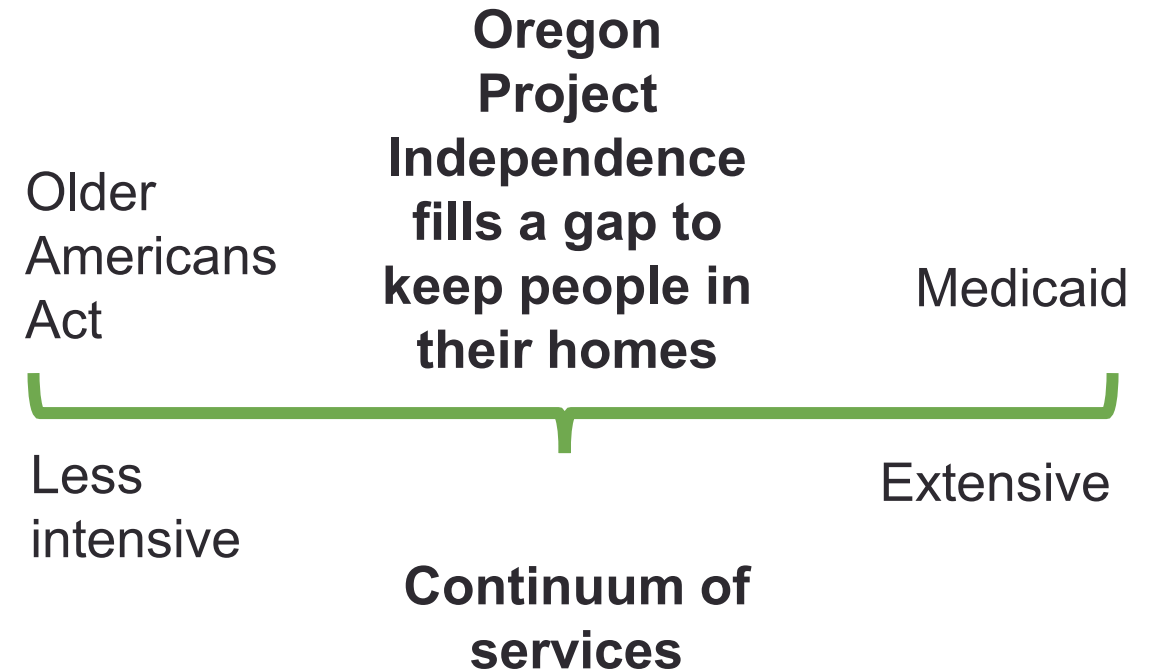 Oregon
Project
Independence
fills a gap to
keep people in
their homes
Older
Americans
Act
Medicaid
Less
intensive
Extensive
Continuum of
services